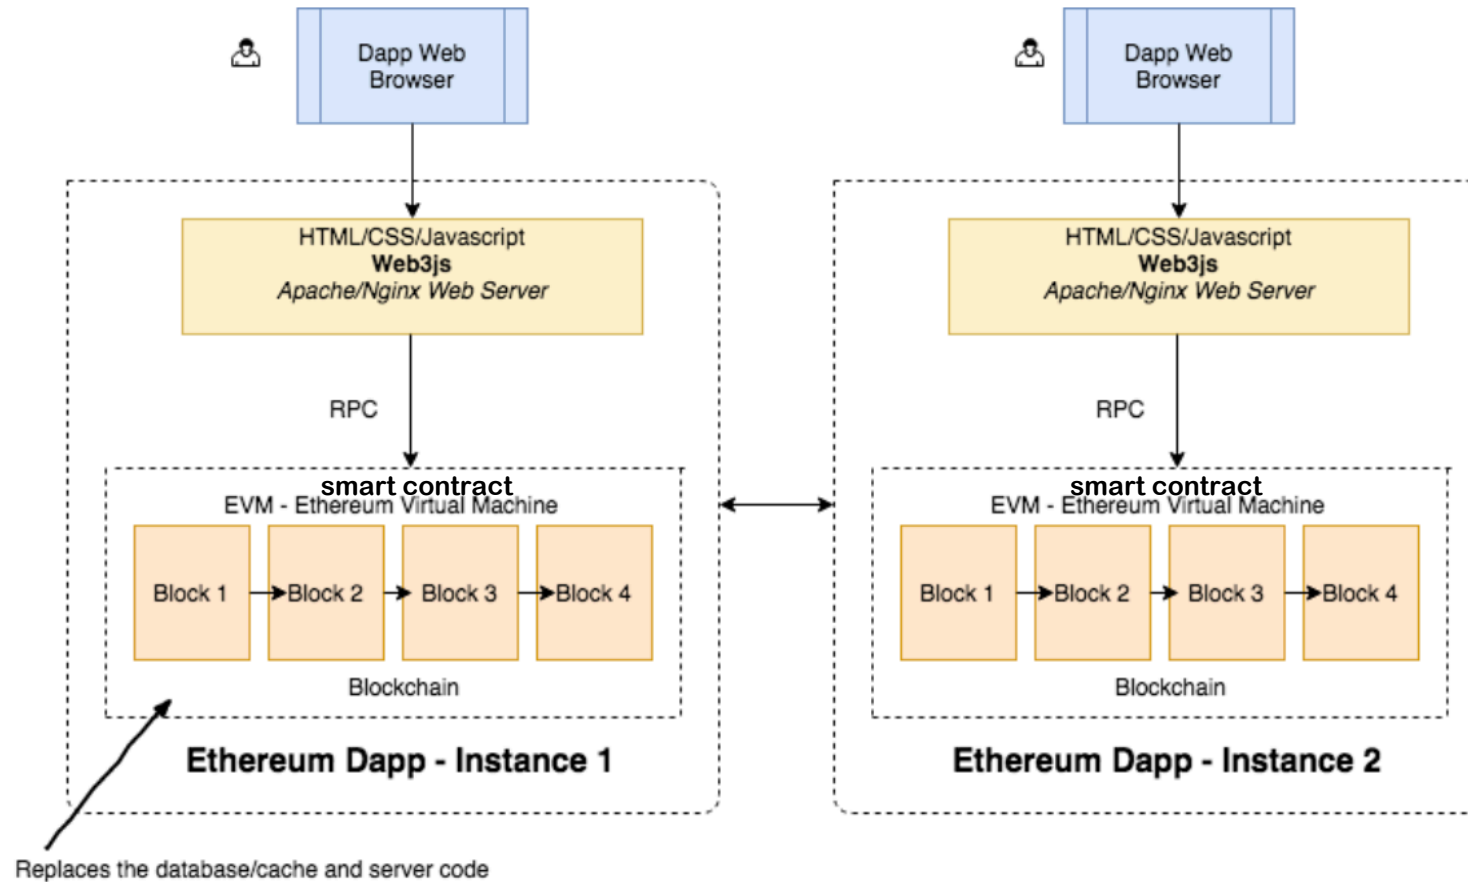 Dapp Web
Browser
HTML/CSS/Javascript
Web3js
Apache/Nginx Web Server
RPC
smart contract
EVM - Ethereum Virtual Machine
Block 1
Block 2
Block 3
Block 4
Blockchain
Ethereum Dapp - Instance 1
Replaces the database/cache and server code
Dapp Web
Browser
HTML/CSS/Javascript
Web3js
Apache/Nginx Web Server
RPC
smart contract
EVM - Ethereum Virtual Machine
Block 1
Block 2
Block 3
Block 4
Blockchain
Ethereum Dapp - Instance 2